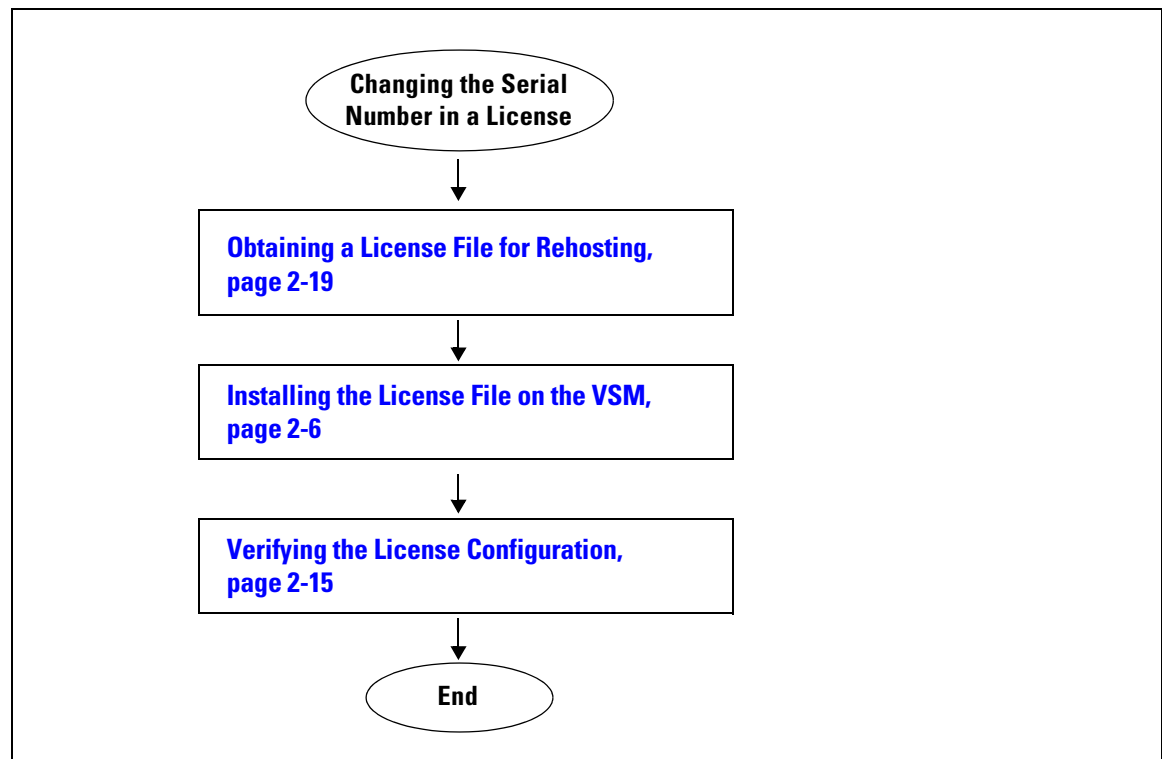 Changing the Serial
Number in a License
Obtaining a License File for Rehosting,
page 2-19
Installing the License File on the VSM,
page 2-6
Verifying the License Configuration,
page 2-15
End